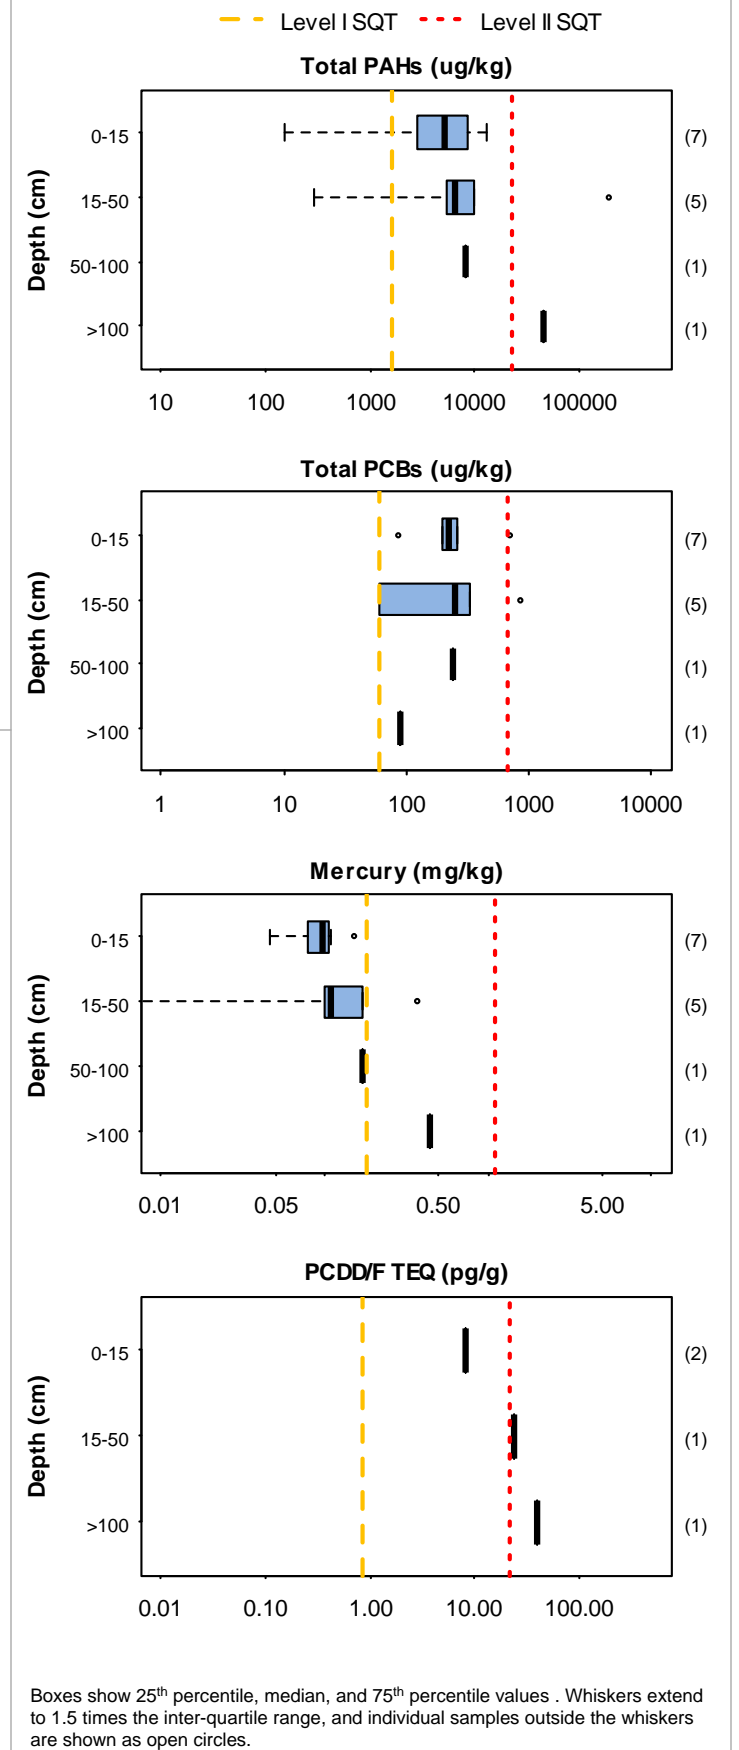 Level I SQT Level II SQT
Total PAHs (ug/kg)
Depth (cm)
0-15 (7)
15-50 (5)
50-100 (1)
>100 (1)
10 100 1000 10000 100000
Total PCBs (ug/kg)
Depth (cm)
0-15 (7)
15-50 (5)
50-100 (1)
>100 (1)
1 10 100 1000 10000
Mercury (mg/kg)
Depth (cm)
0-15 (7)
15-50 (5)
50-100 (1)
>100 (1)
0.01 0.05 0.50 5.00
PCDD/F TEQ (pg/g)
Depth (cm)
0-15 (2)
15-50 (1)
>100 (1)
0.01 0.10 1.00 10.00 100.00
Boxes show 25th percentile, median, and 75th percentile values . Whiskers extend
to 1.5 times the inter-quartile range, and individual samples outside the whiskers
are shown as open circles.